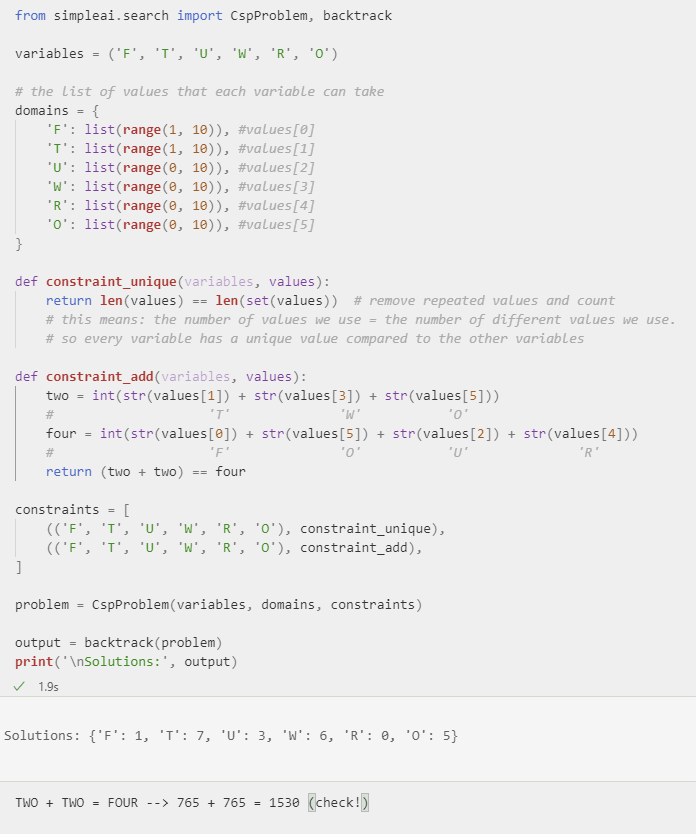 from simpleai.search import CspProblem, backtrack
variables = ('F', 'T', 'U', 'W', 'R', 'O')
# the list of values that each variable can take
domains = {
    'F': list(range(1, 10)), #values[0]
    'T': list(range(1, 10)), #values[1]
    'U': list(range(0, 10)), #values[2]
    'W': list(range(0, 10)), #values[3]
    'R': list(range(0, 10)), #values[4]
    'O': list(range(0, 10)), #values[5]
}
def constraint_unique(variables, values):
    return len(values) == len(set(values))  # remove repeated values and count
    # this means: the number of values we use = the number of different values we use.
    # so every variable has a unique value compared to the other variables
def constraint_add(variables, values):
    two = int(str(values[1]) + str(values[3]) + str(values[5]))
    #                    'T'              'W'           'O'
    four = int(str(values[0]) + str(values[5]) + str(values[2]) + str(values[4]))
    #                    'F'              'O'           'U'              'R'
    return (two + two) == four
constraints = [
    (('F', 'T', 'U', 'W', 'R', 'O'), constraint_unique),
    (('F', 'T', 'U', 'W', 'R', 'O'), constraint_add),
]
problem = CspProblem(variables, domains, constraints)
output = backtrack(problem)
print('\nSolutions:', output)
✓ 1.9s
Solutions: {'F': 1, 'T': 7, 'U': 3, 'W': 6, 'R': 0, 'O': 5}
TWO + TWO = FOUR --> 765 + 765 = 1530 (check!)